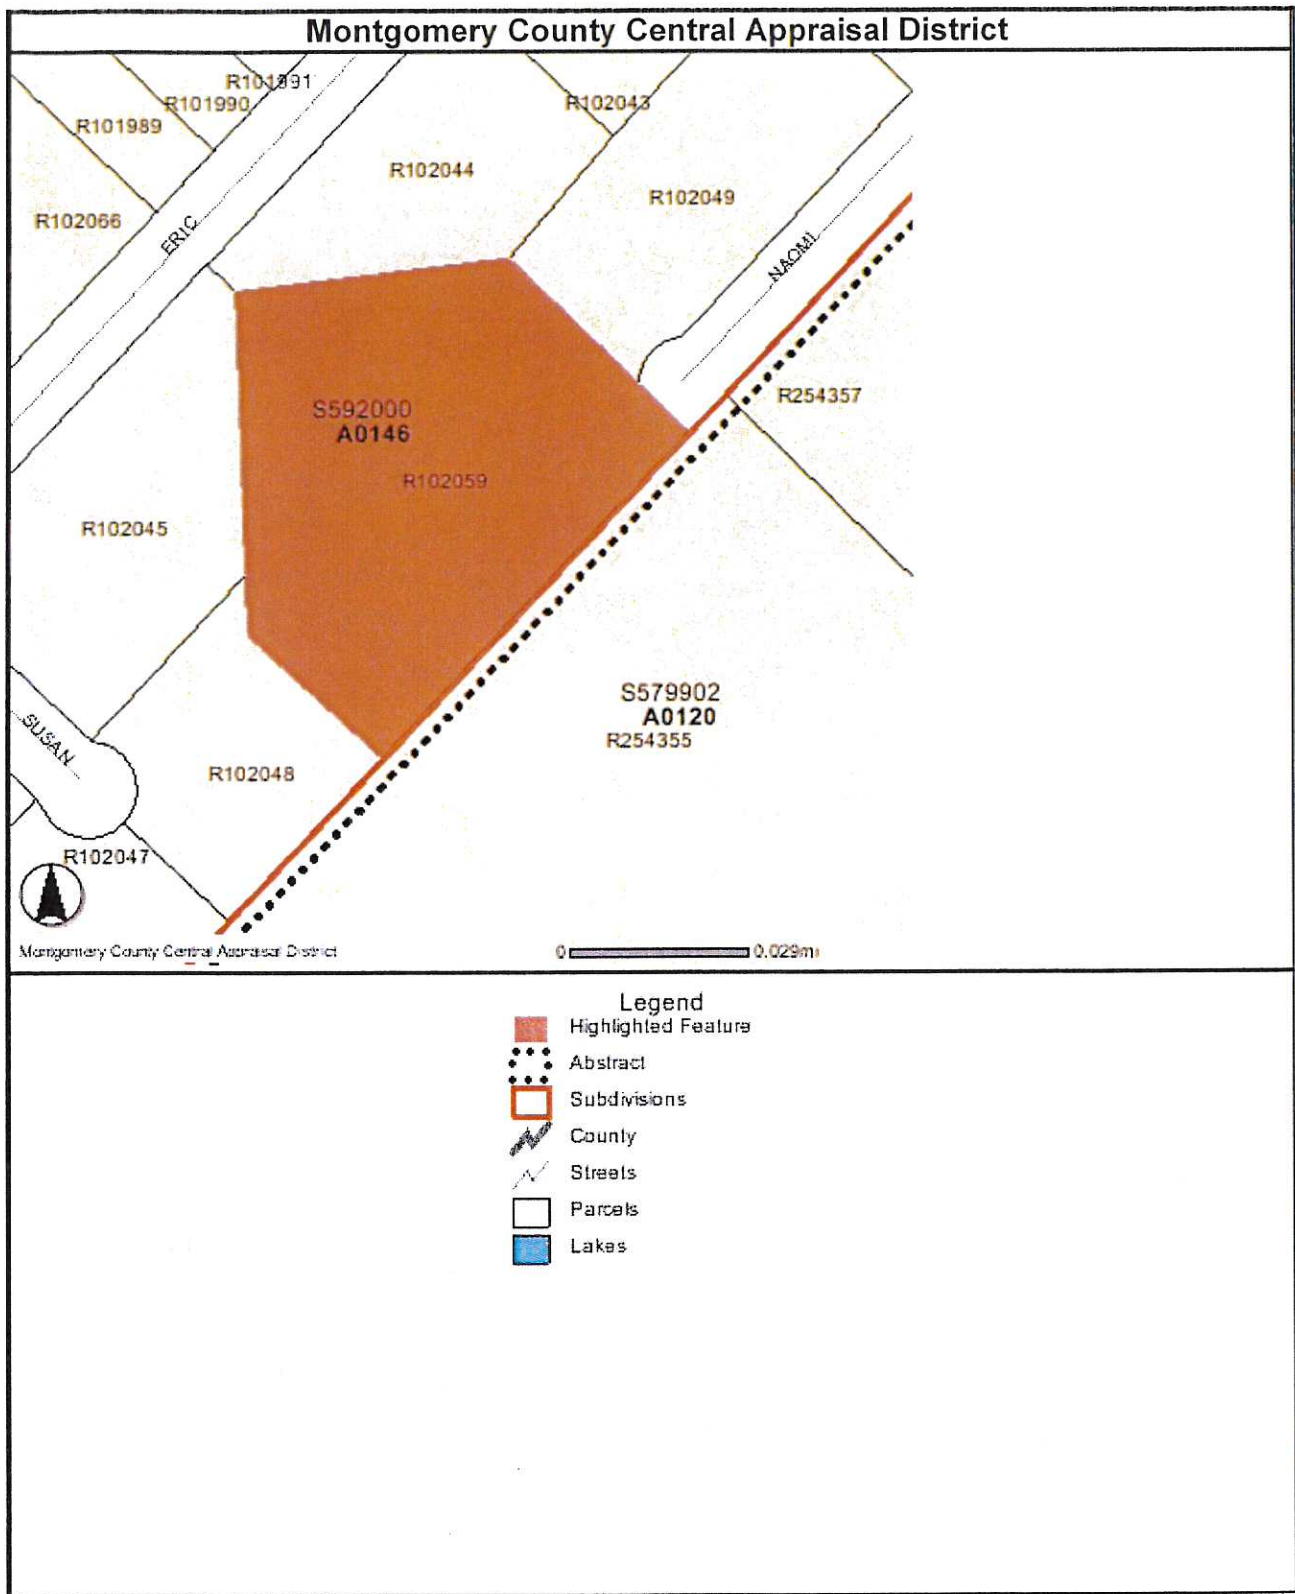 Montgomery County Central Appraisal District
R101991
R101990
R101989
R102043
R102044
R102049
R102066
ERIC
NAOMI
R254357
S592000
A0146
R102059
R102045
S579902
A0120
R254355
SUSAN
R102048
R102047
Montgomery County Central Appraisal District
0 0.029mi
Legend
Highlighted Feature
Abstract
Subdivisions
County
Streets
Parcels
Lakes